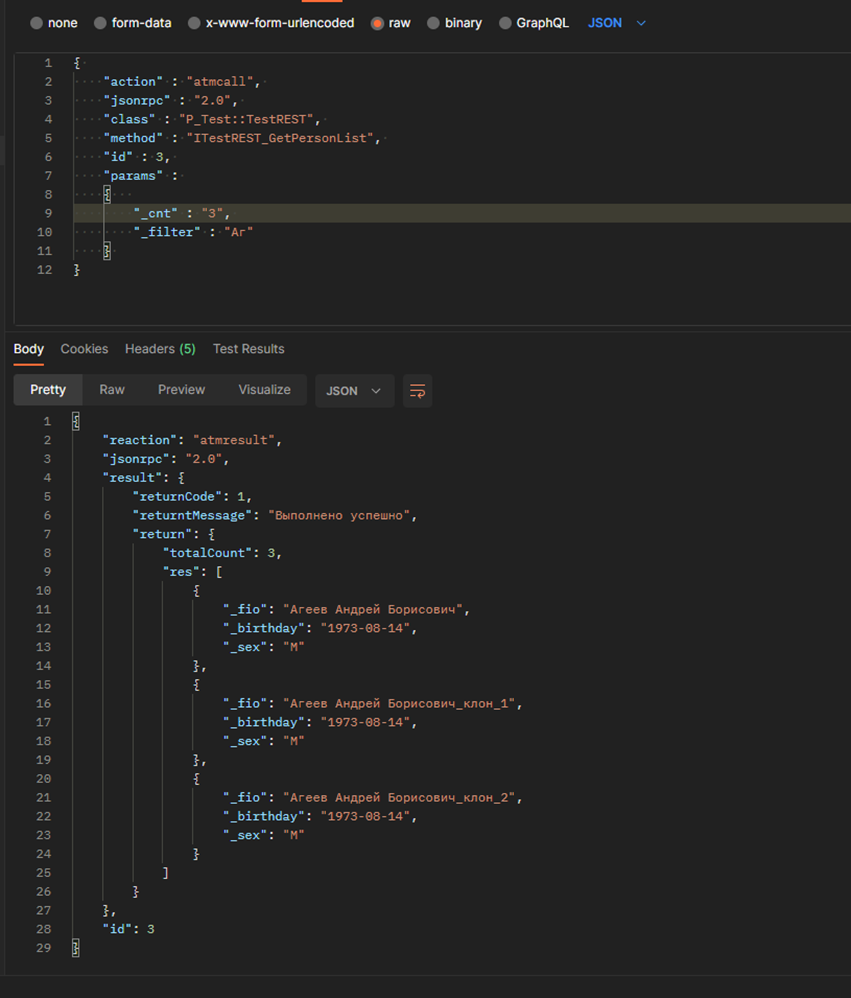 none form-data x-www-form-urlencoded raw binary GraphQL JSON
1 {
2 "action" : "atmcall",
3 "jsonrpc" : "2.0",
4 "class" : "P_Test::TestREST",
5 "method" : "ITestREST_GetPersonList",
6 "id" : 3,
7 "params" :
8 {
9 "_cnt" : "3",
10 "_filter" : "Аг"
11 }
12 }
Body Cookies Headers (5) Test Results
Pretty Raw Preview Visualize JSON
1 {
2 "reaction": "atmresult",
3 "jsonrpc": "2.0",
4 "result": {
5 "returnCode": 1,
6 "returntMessage": "Выполнено успешно",
7 "return": {
8 "totalCount": 3,
9 "res": [
10 {
11 "_fio": "Агеев Андрей Борисович",
12 "_birthday": "1973-08-14",
13 "_sex": "М"
14 },
15 {
16 "_fio": "Агеев Андрей Борисович_клон_1",
17 "_birthday": "1973-08-14",
18 "_sex": "М"
19 },
20 {
21 "_fio": "Агеев Андрей Борисович_клон_2",
22 "_birthday": "1973-08-14",
23 "_sex": "М"
24 }
25 ]
26 }
27 },
28 "id": 3
29 }